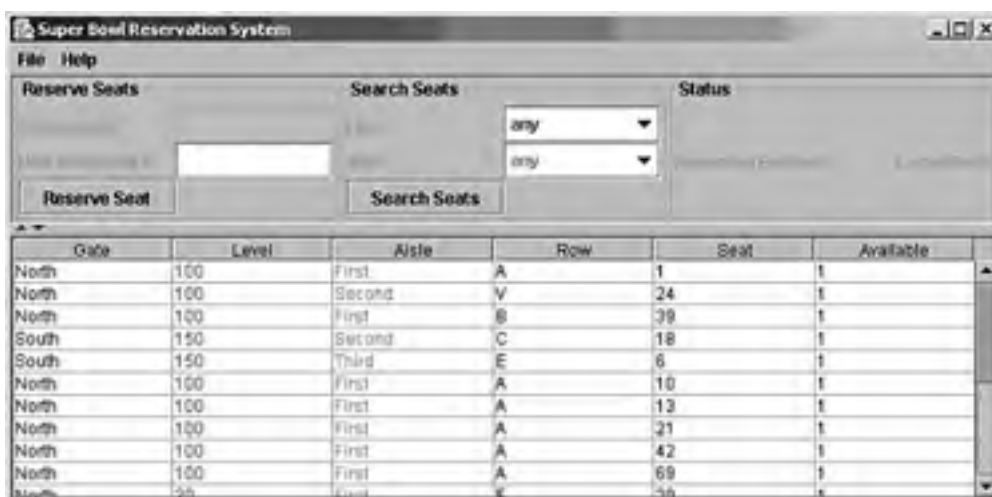 Super Bowl Reservation System
File Help
Reserve Seats Search Seats Status
any
any
Reserve Seat Search Seats
Gate Level Aisle Row Seat Available
North 100 First A 1 1
North 100 Second V 24 1
North 100 First B 39 1
South 150 Second C 18 1
South 150 Third E 6 1
North 100 First A 10 1
North 100 First A 13 1
North 100 First A 21 1
North 100 First A 42 1
North 100 First A 69 1